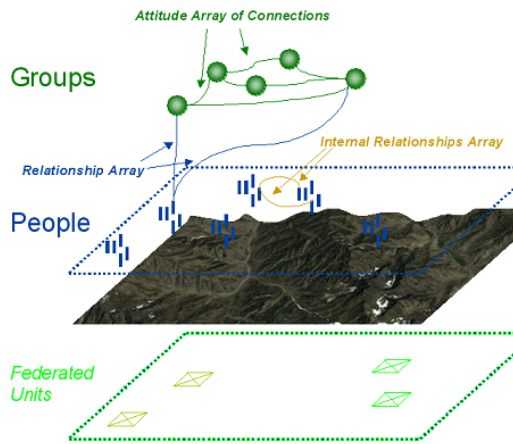 Attitude Array of Connections
Groups
Internal Relationships Array
Relationship Array
People
Federated
Units